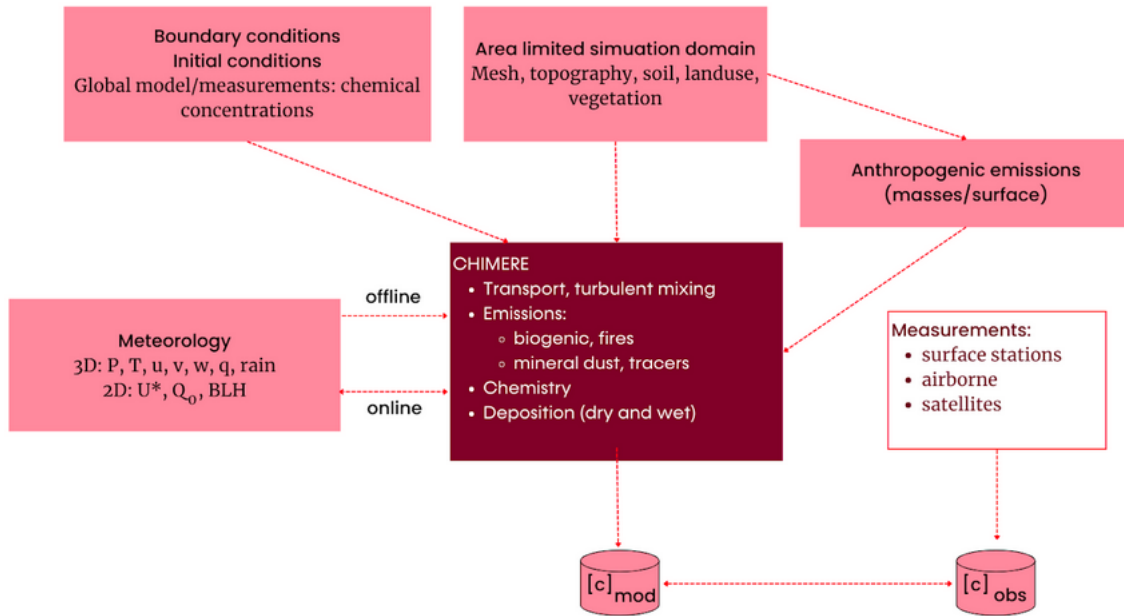 Boundary conditions
Initial conditions
Global model/measurements: chemical
concentrations
Area limited simuation domain
Mesh, topography, soil, landuse,
vegetation
Anthropogenic emissions
(masses/surface)
Meteorology
3D: P, T, u, v, w, q, rain
2D: U*, Q₀, BLH
offline
online
CHIMERE
• Transport, turbulent mixing
• Emissions:
○ biogenic, fires
○ mineral dust, tracers
• Chemistry
• Deposition (dry and wet)
Measurements:
• surface stations
• airborne
• satellites
[c]mod
[c] obs